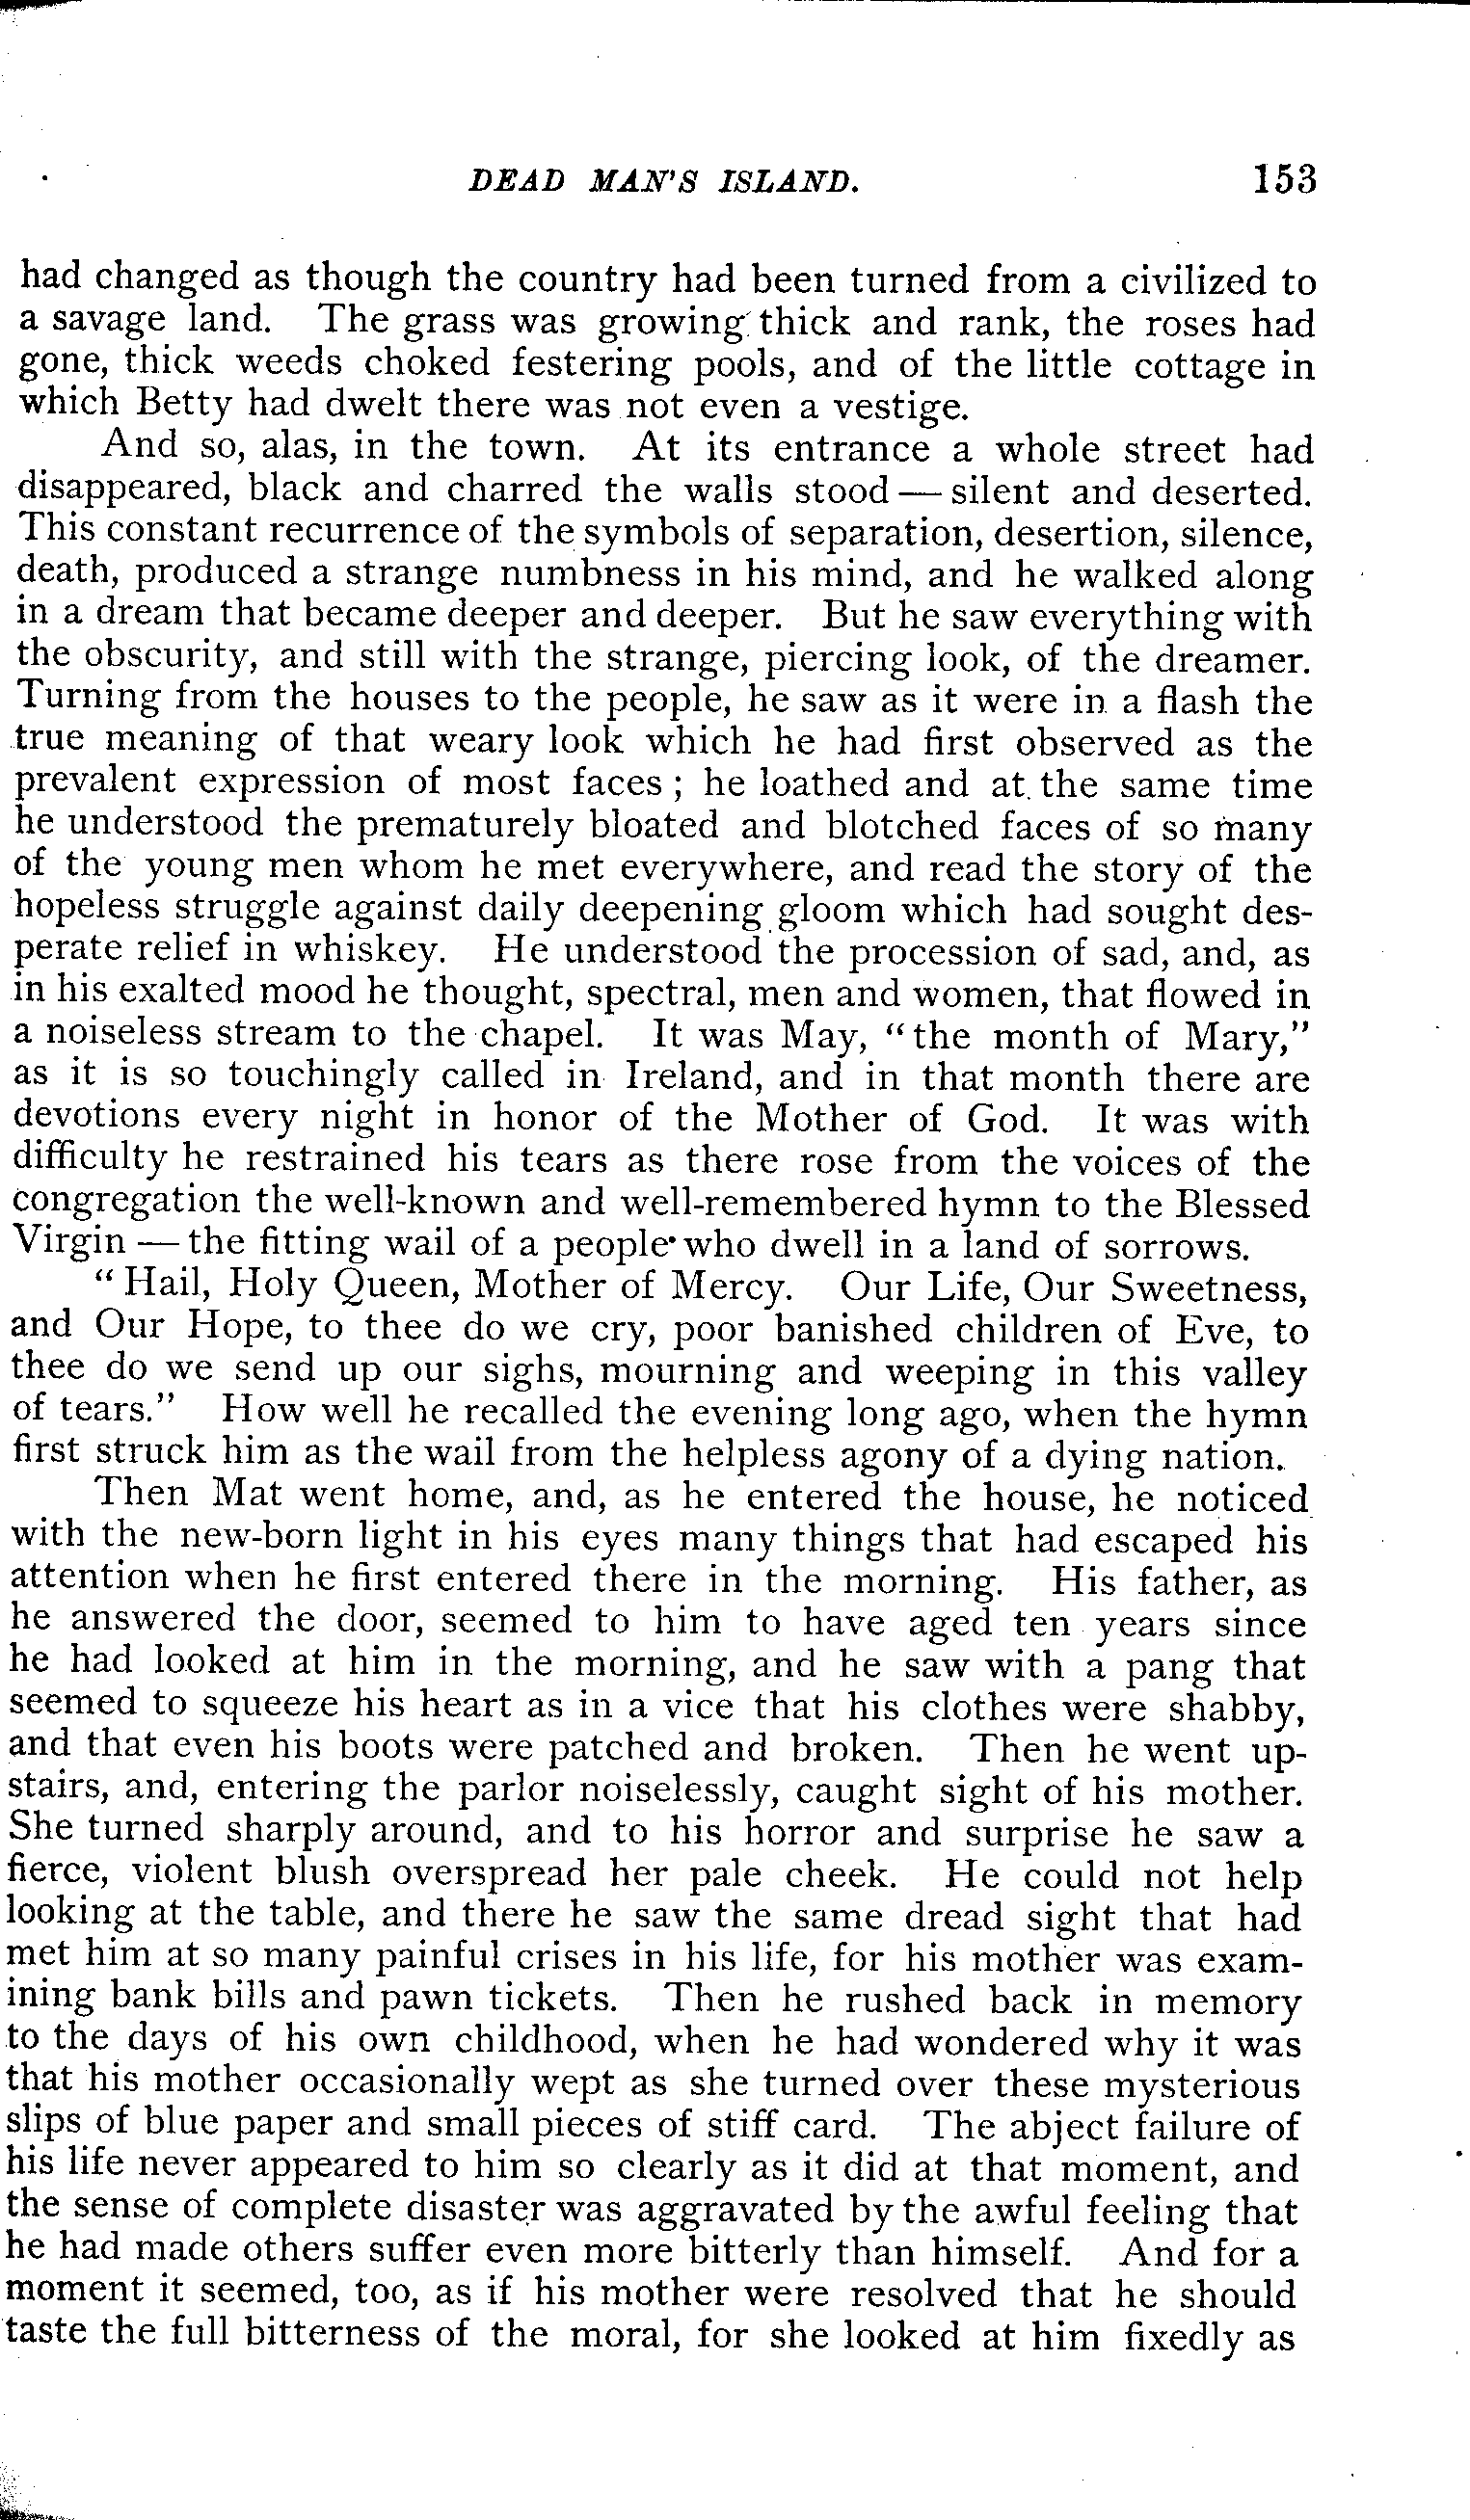 DEAD MAN'S ISLAND. 153
had changed as though the country had been turned from a civilized to
a savage land. The grass was growing thick and rank, the roses had
gone, thick weeds choked festering pools, and of the little cottage in
which Betty had dwelt there was not even a vestige.
And so, alas, in the town. At its entrance a whole street had
disappeared, black and charred the walls stood — silent and deserted.
This constant recurrence of the symbols of separation, desertion, silence,
death, produced a strange numbness in his mind, and he walked along
in a dream that became deeper and deeper. But he saw everything with
the obscurity, and still with the strange, piercing look, of the dreamer.
Turning from the houses to the people, he saw as it were in a flash the
true meaning of that weary look which he had first observed as the
prevalent expression of most faces ; he loathed and at the same time
he understood the prematurely bloated and blotched faces of so many
of the young men whom he met everywhere, and read the story of the
hopeless struggle against daily deepening gloom which had sought des-
perate relief in whiskey. He understood the procession of sad, and, as
in his exalted mood he thought, spectral, men and women, that flowed in
a noiseless stream to the chapel. It was May, "the month of Mary,"
as it is so touchingly called in Ireland, and in that month there are
devotions every night in honor of the Mother of God. It was with
difficulty he restrained his tears as there rose from the voices of the
congregation the well-known and well-remembered hymn to the Blessed
Virgin — the fitting wail of a people who dwell in a land of sorrows.
"Hail, Holy Queen, Mother of Mercy. Our Life, Our Sweetness,
and Our Hope, to thee do we cry, poor banished children of Eve, to
thee do we send up our sighs, mourning and weeping in this valley
of tears." How well he recalled the evening long ago, when the hymn
first struck him as the wail from the helpless agony of a dying nation.
Then Mat went home, and, as he entered the house, he noticed
with the new-born light in his eyes many things that had escaped his
attention when he first entered there in the morning. His father, as
he answered the door, seemed to him to have aged ten years since
he had looked at him in the morning, and he saw with a pang that
seemed to squeeze his heart as in a vice that his clothes were shabby,
and that even his boots were patched and broken. Then he went up-
stairs, and, entering the parlor noiselessly, caught sight of his mother.
She turned sharply around, and to his horror and surprise he saw a
fierce, violent blush overspread her pale cheek. He could not help
looking at the table, and there he saw the same dread sight that had
met him at so many painful crises in his life, for his mother was exam-
ining bank bills and pawn tickets. Then he rushed back in memory
to the days of his own childhood, when he had wondered why it was
that his mother occasionally wept as she turned over these mysterious
slips of blue paper and small pieces of stiff card. The abject failure of
his life never appeared to him so clearly as it did at that moment, and
the sense of complete disaster was aggravated by the awful feeling that
he had made others suffer even more bitterly than himself. And for a
moment it seemed, too, as if his mother were resolved that he should
taste the full bitterness of the moral, for she looked at him fixedly as